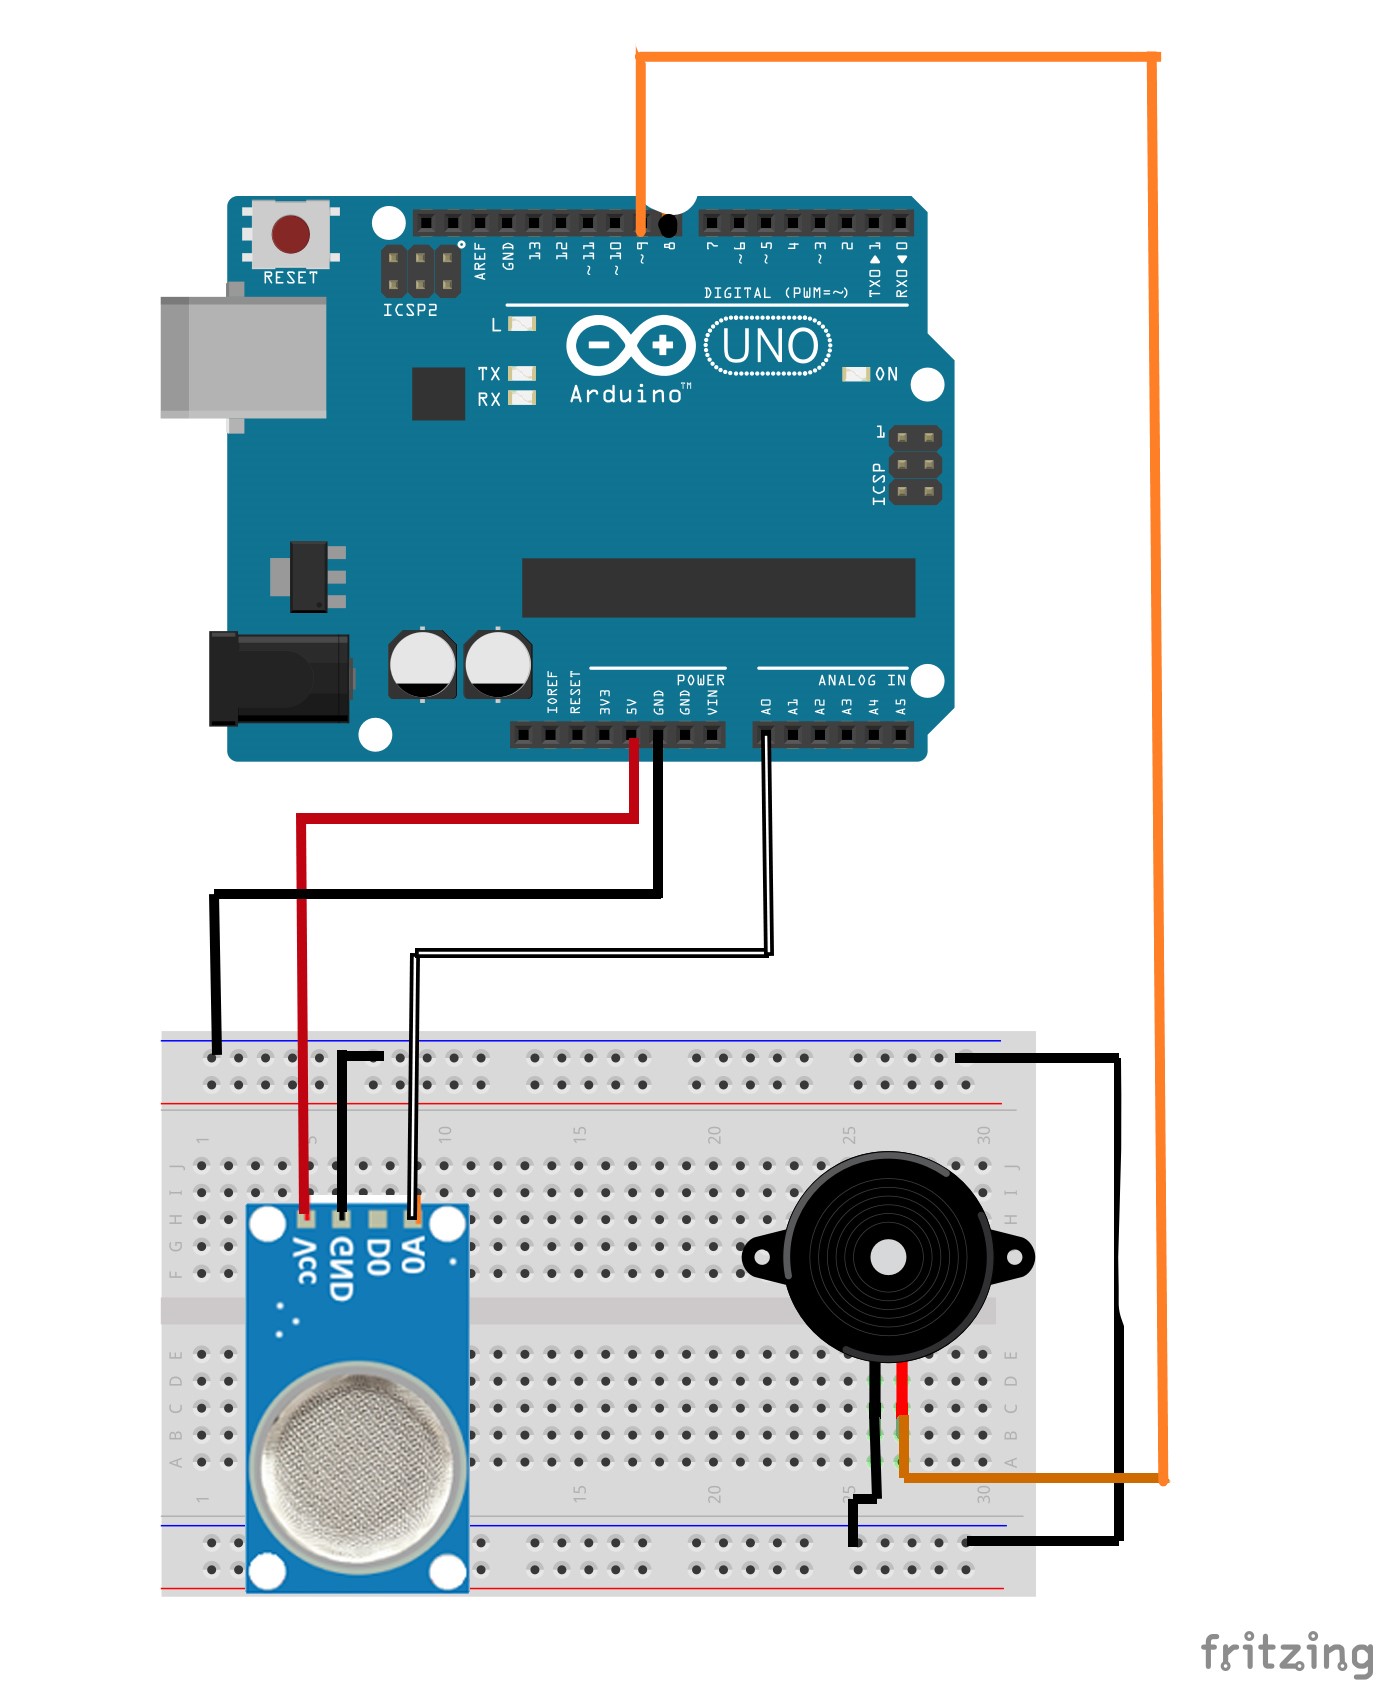 RESET
ICSP2
AREF
GND
13
12
~11
~10
~9
8
7
~6
~5
4
~3
2
TX0▶1
RX0◀0
DIGITAL (PWM=~)
L
TX
RX
Arduino™
UNO
ON
1
ICSP
POWER
ANALOG IN
IOREF
RESET
3V3
5V
GND
GND
VIN
A0
A1
A2
A3
A4
A5
1 5 10 15 20 25 30
J J
I I
H H
G
F
Vcc
GND
D0
A0
E E
D D
C C
B B
A A
1 15 20 25 30
fritzing